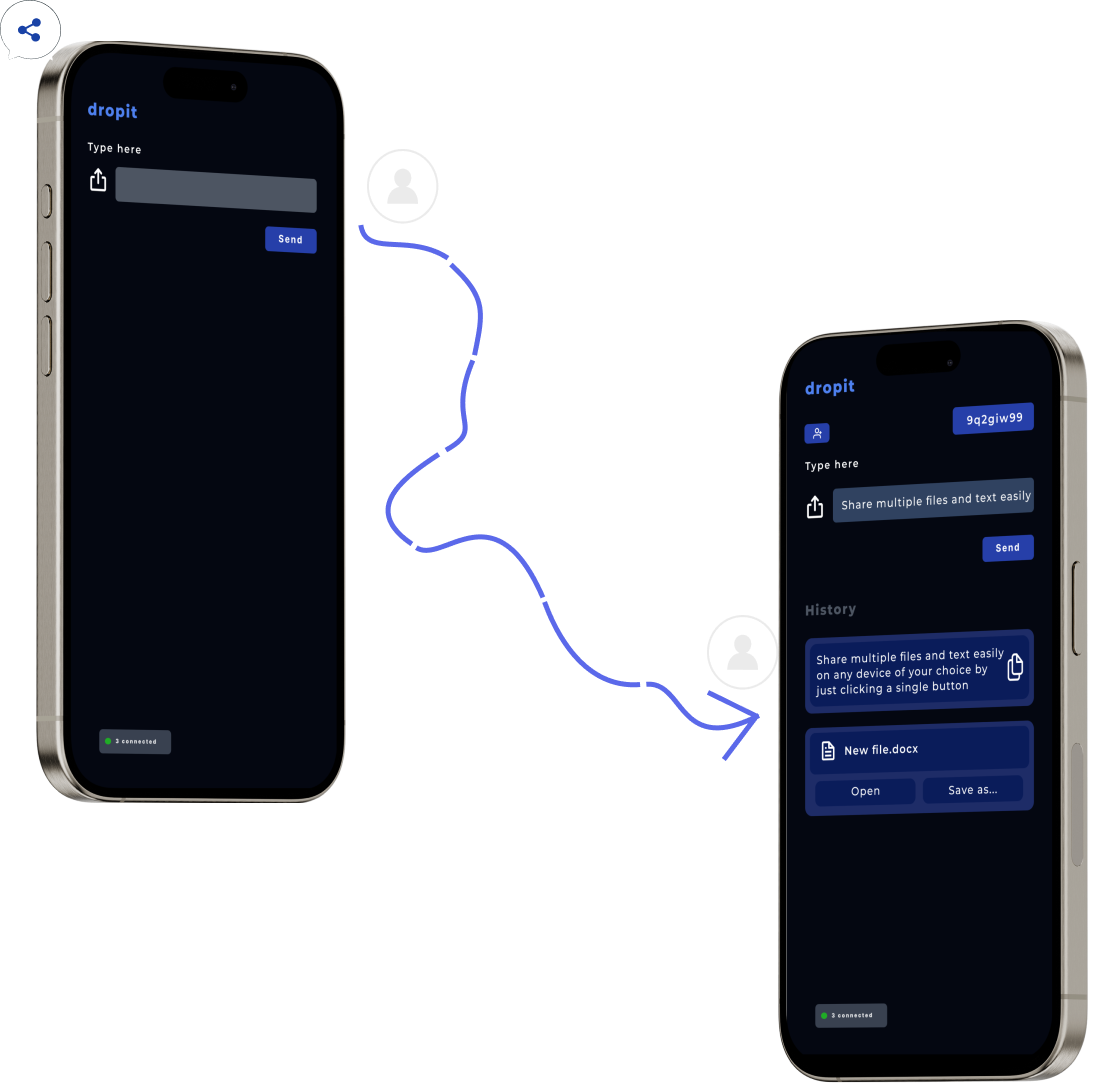 dropit
Type here
Send
3 connected
dropit
9q2giw99
Type here
Share multiple files and text easily
Send
History
Share multiple files and text easily
on any device of your choice by
just clicking a single button
New file.docx
Open
Save as...
3 connected